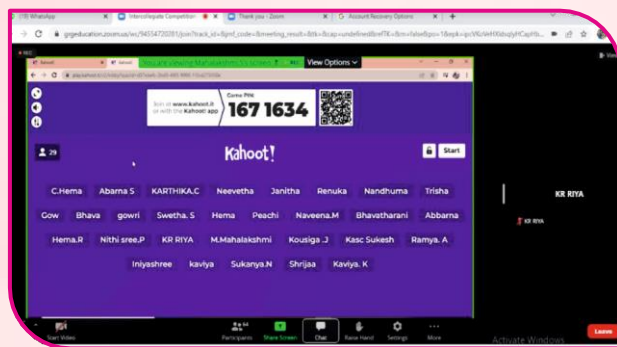 (19) WhatsApp
Intercollegiate Competition
Thank you - Zoom
Account Recovery Options
REC
You are viewing Mahalakshmi.S's screen
View Options
Join at www.kahoot.it
or with the Kahoot! app
Game PIN:
167 1634
29
Kahoot!
Start
C.Hema Abarna S KARTHIKA.C Neevetha Janitha Renuka Nandhuma Trisha
Gow Bhava gowri Swetha. S Hema Peachi Naveena.M Bhavatharani Abbarna
Hema.R Nithi sree.P KR RIYA M.Mahalakshmi Kousiga .J Kasc Sukesh Ramya. A
Iniyashree kaviya Sukanya.N Shrijaa Kaviya. K
KR RIYA
KR RIYA
Start Video
Participants
Share Screen
Chat
Raise Hand
Settings
More
Leave
Activate Windows